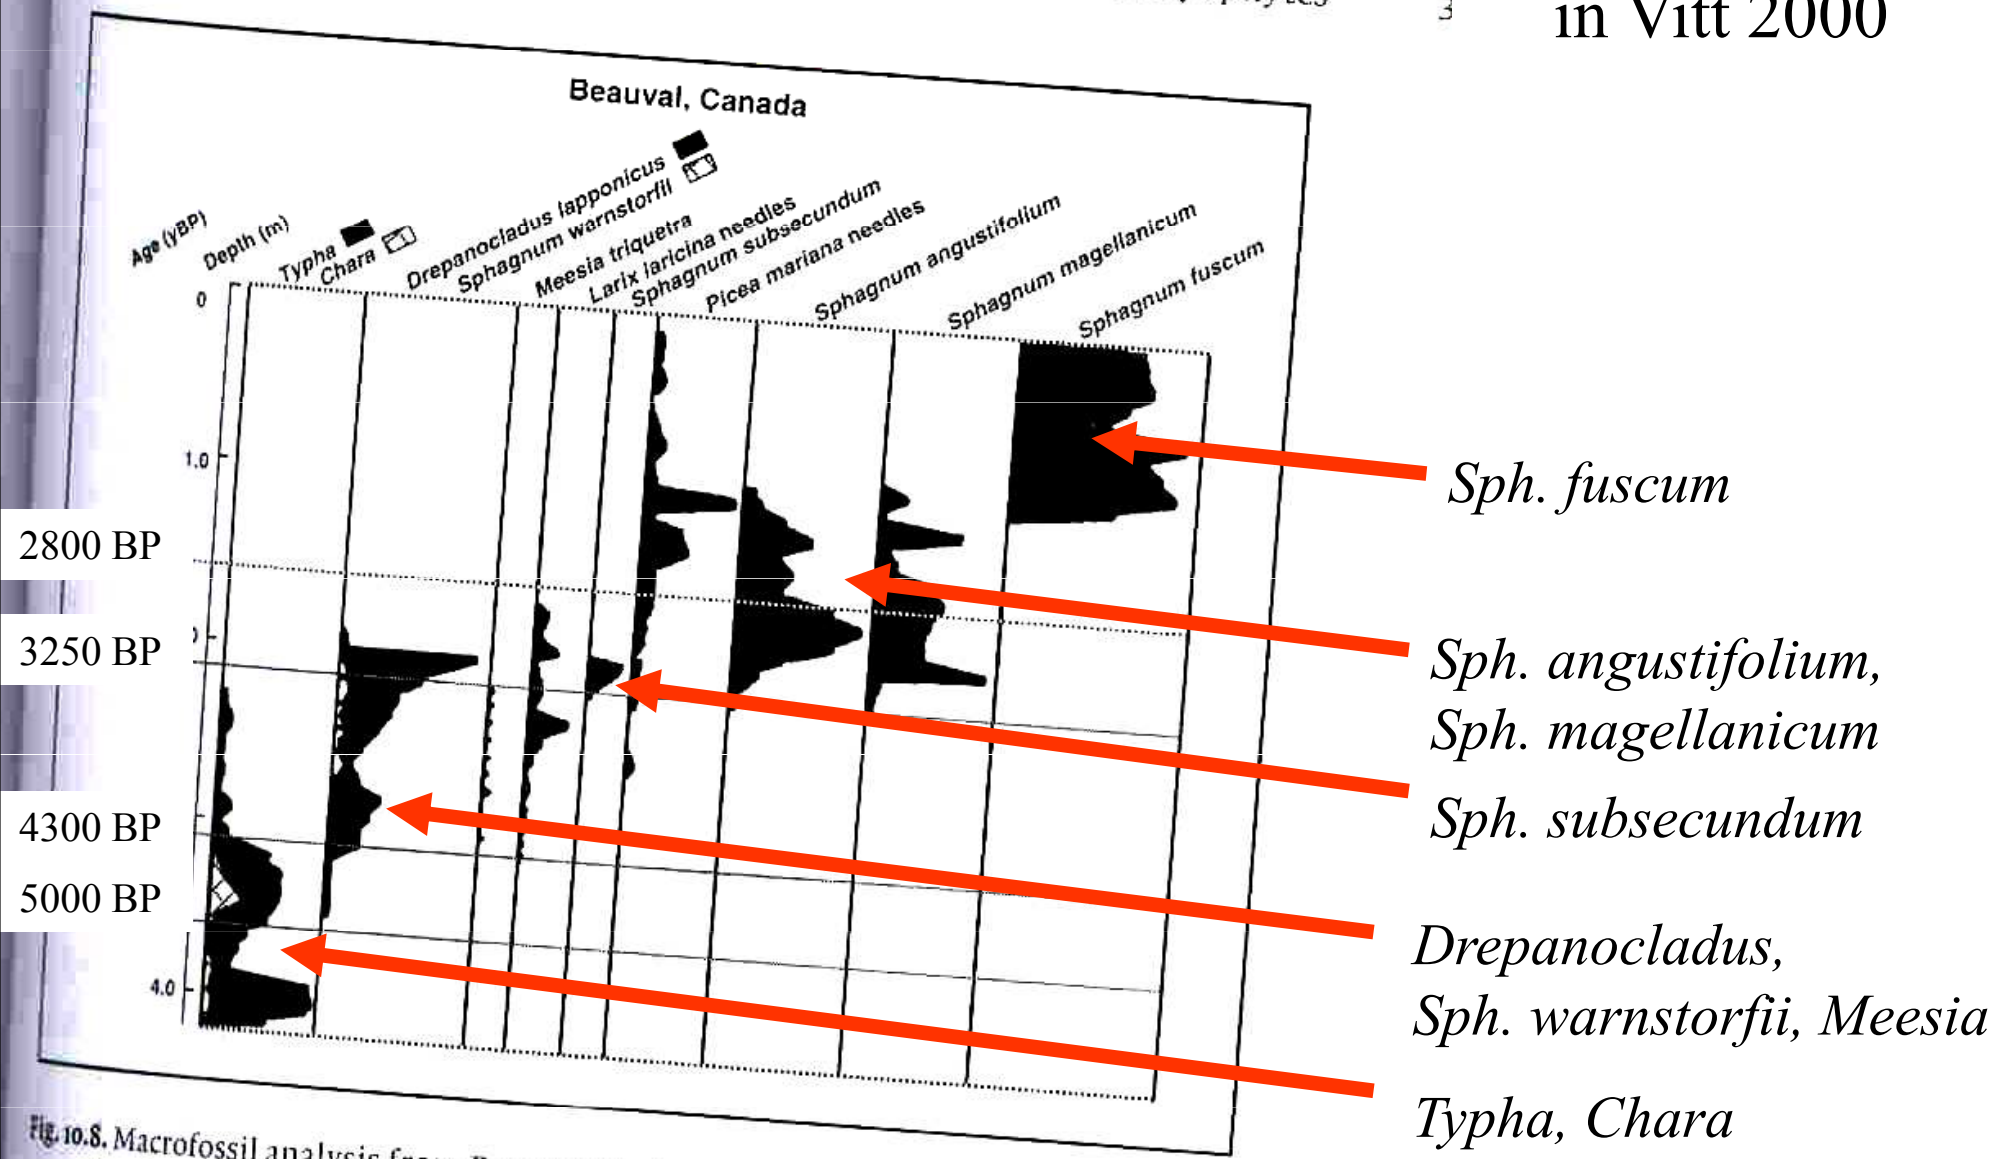 in Vitt 2000
Beauval, Canada
Age (yBP)
Depth (m)
Typha
Chara
Drepanocladus lapponicus
Sphagnum warnstorfii
Meesia triquetra
Larix laricina needles
Sphagnum subsecundum
Picea mariana needles
Sphagnum angustifolium
Sphagnum magellanicum
Sphagnum fuscum
0
1.0
2800 BP
3250 BP
4300 BP
5000 BP
4.0
Sph. fuscum
Sph. angustifolium,
Sph. magellanicum
Sph. subsecundum
Drepanocladus,
Sph. warnstorfii, Meesia
Typha, Chara
Fig. 10.8. Macrofossil analysis from